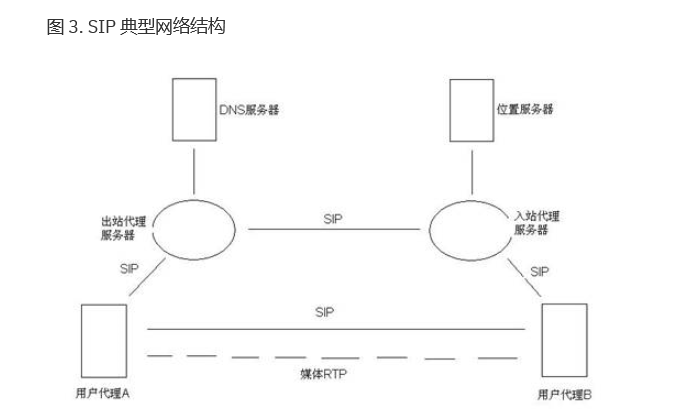 图 3. SIP 典型网络结构
DNS服务器
位置服务器
出站代理
服务器
SIP
入站代理
服务器
SIP
SIP
SIP
媒体RTP
用户代理A
用户代理B